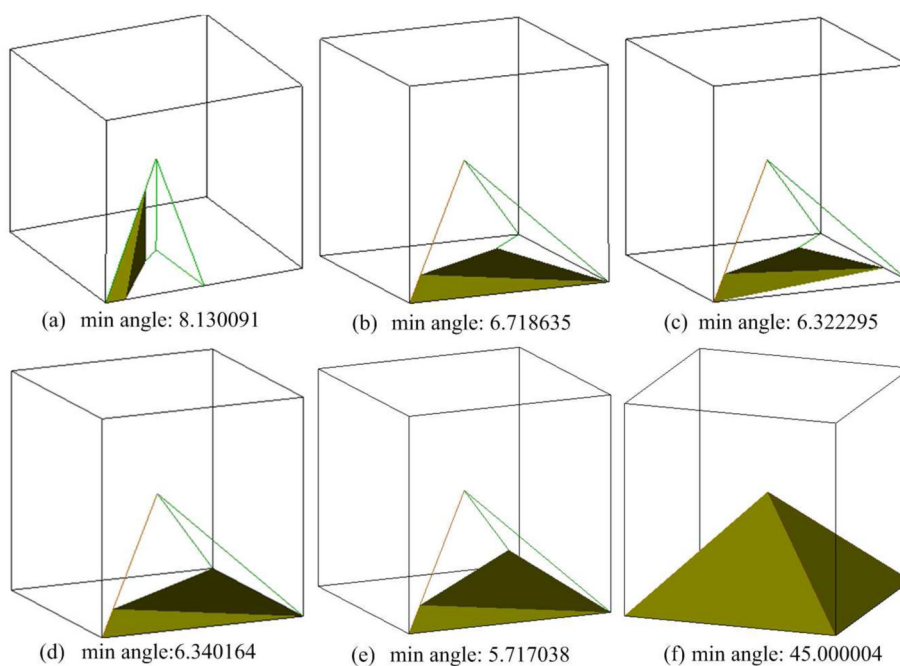 (a) min angle: 8.130091
(b) min angle: 6.718635
(c) min angle: 6.322295
(d) min angle:6.340164
(e) min angle: 5.717038
(f) min angle: 45.000004